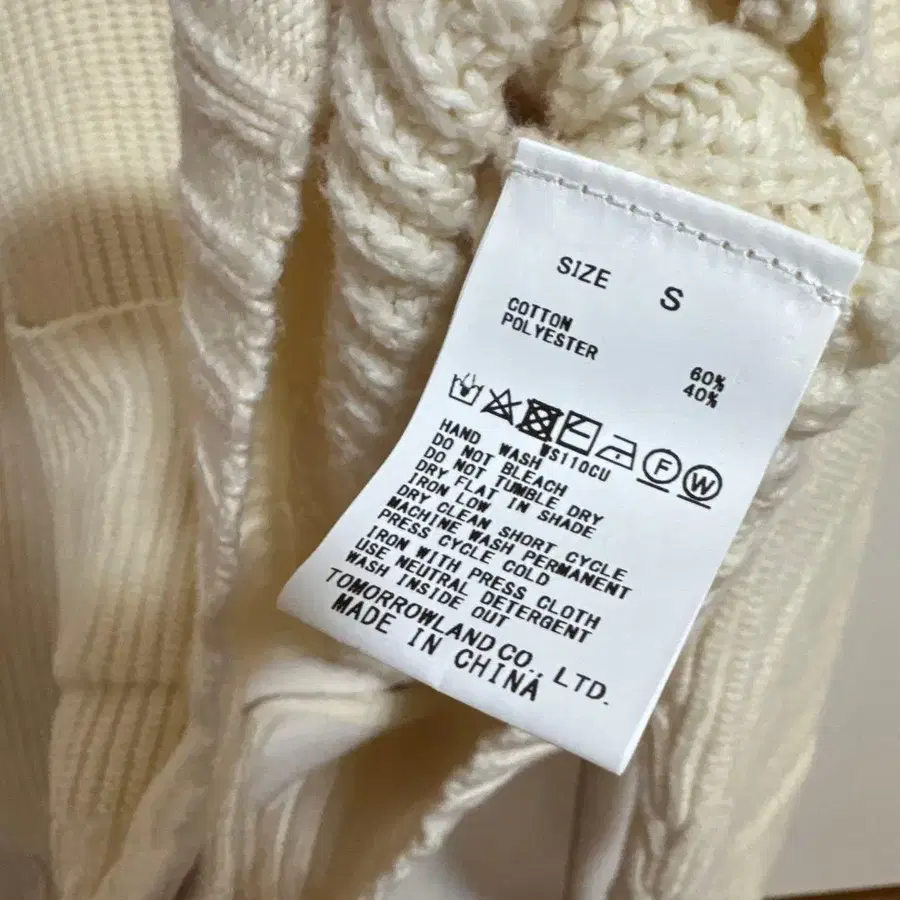 SIZE S
COTTON 60%
POLYESTER 40%
F W
WS110CU
HAND WASH
DO NOT BLEACH
DO NOT TUMBLE DRY
DRY FLAT IN SHADE
IRON LOW
DRY CLEAN SHORT CYCLE
MACHINE WASH PERMANENT
PRESS CYCLE COLD
IRON WITH PRESS CLOTH
USE NEUTRAL DETERGENT
WASH INSIDE OUT
TOMORROWLAND CO., LTD.
MADE IN CHINA